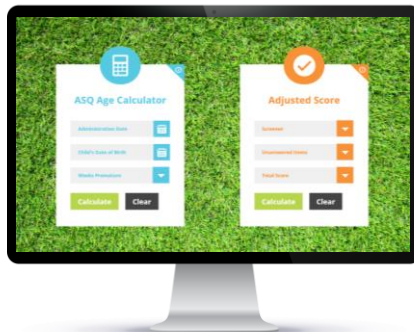 ASQ Age Calculator
Administration Date
Child's Date of Birth
Weeks Premature
Calculate Clear
Adjusted Score
Screener
Unanswered Items
Total Score
Calculate Clear